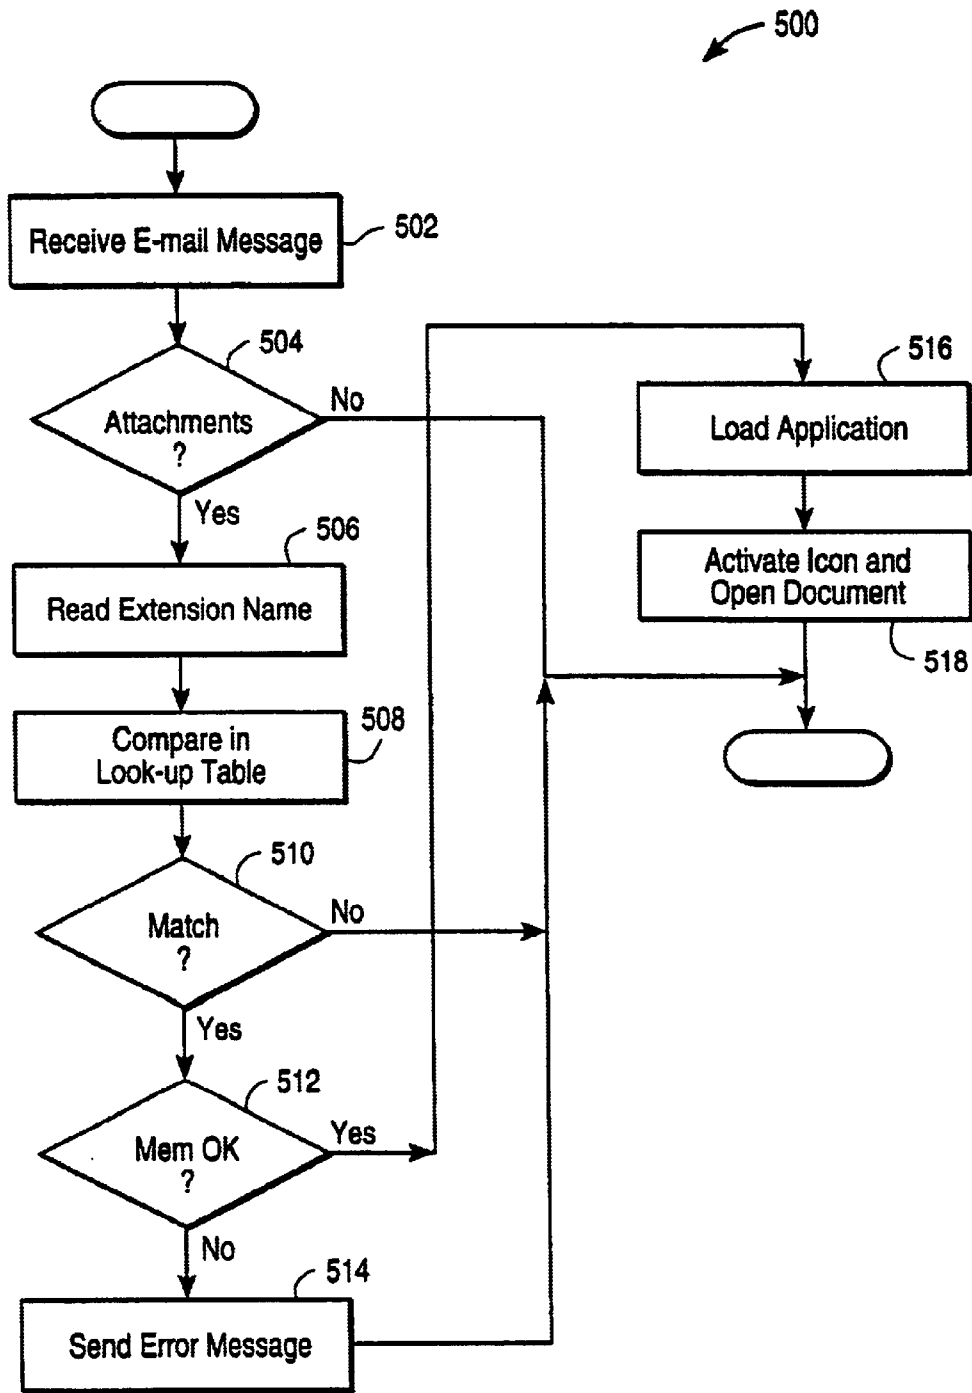 500
Receive E-mail Message
502
504
Attachments
?
No
Yes
506
Read Extension Name
508
Compare in
Look-up Table
510
Match
?
No
Yes
512
Mem OK
?
Yes
No
514
Send Error Message
516
Load Application
Activate Icon and
Open Document
518